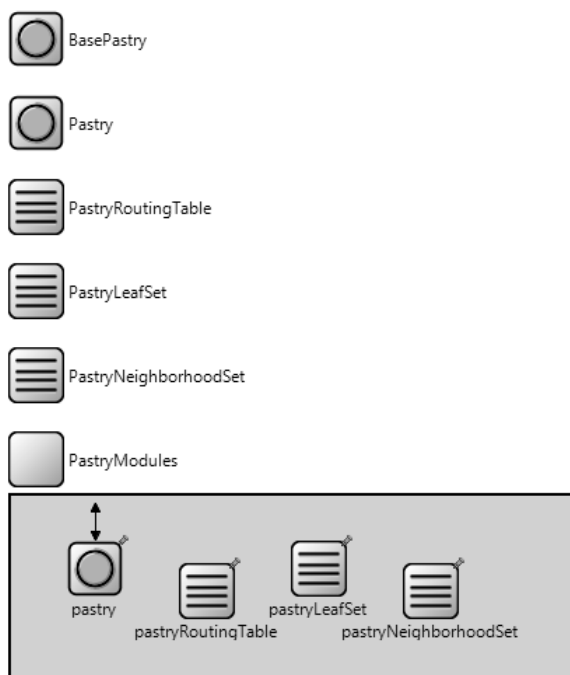 BasePastry
Pastry
PastryRoutingTable
PastryLeafSet
PastryNeighborhoodSet
PastryModules
pastry
pastryLeafSet
pastryRoutingTable
pastryNeighborhoodSet